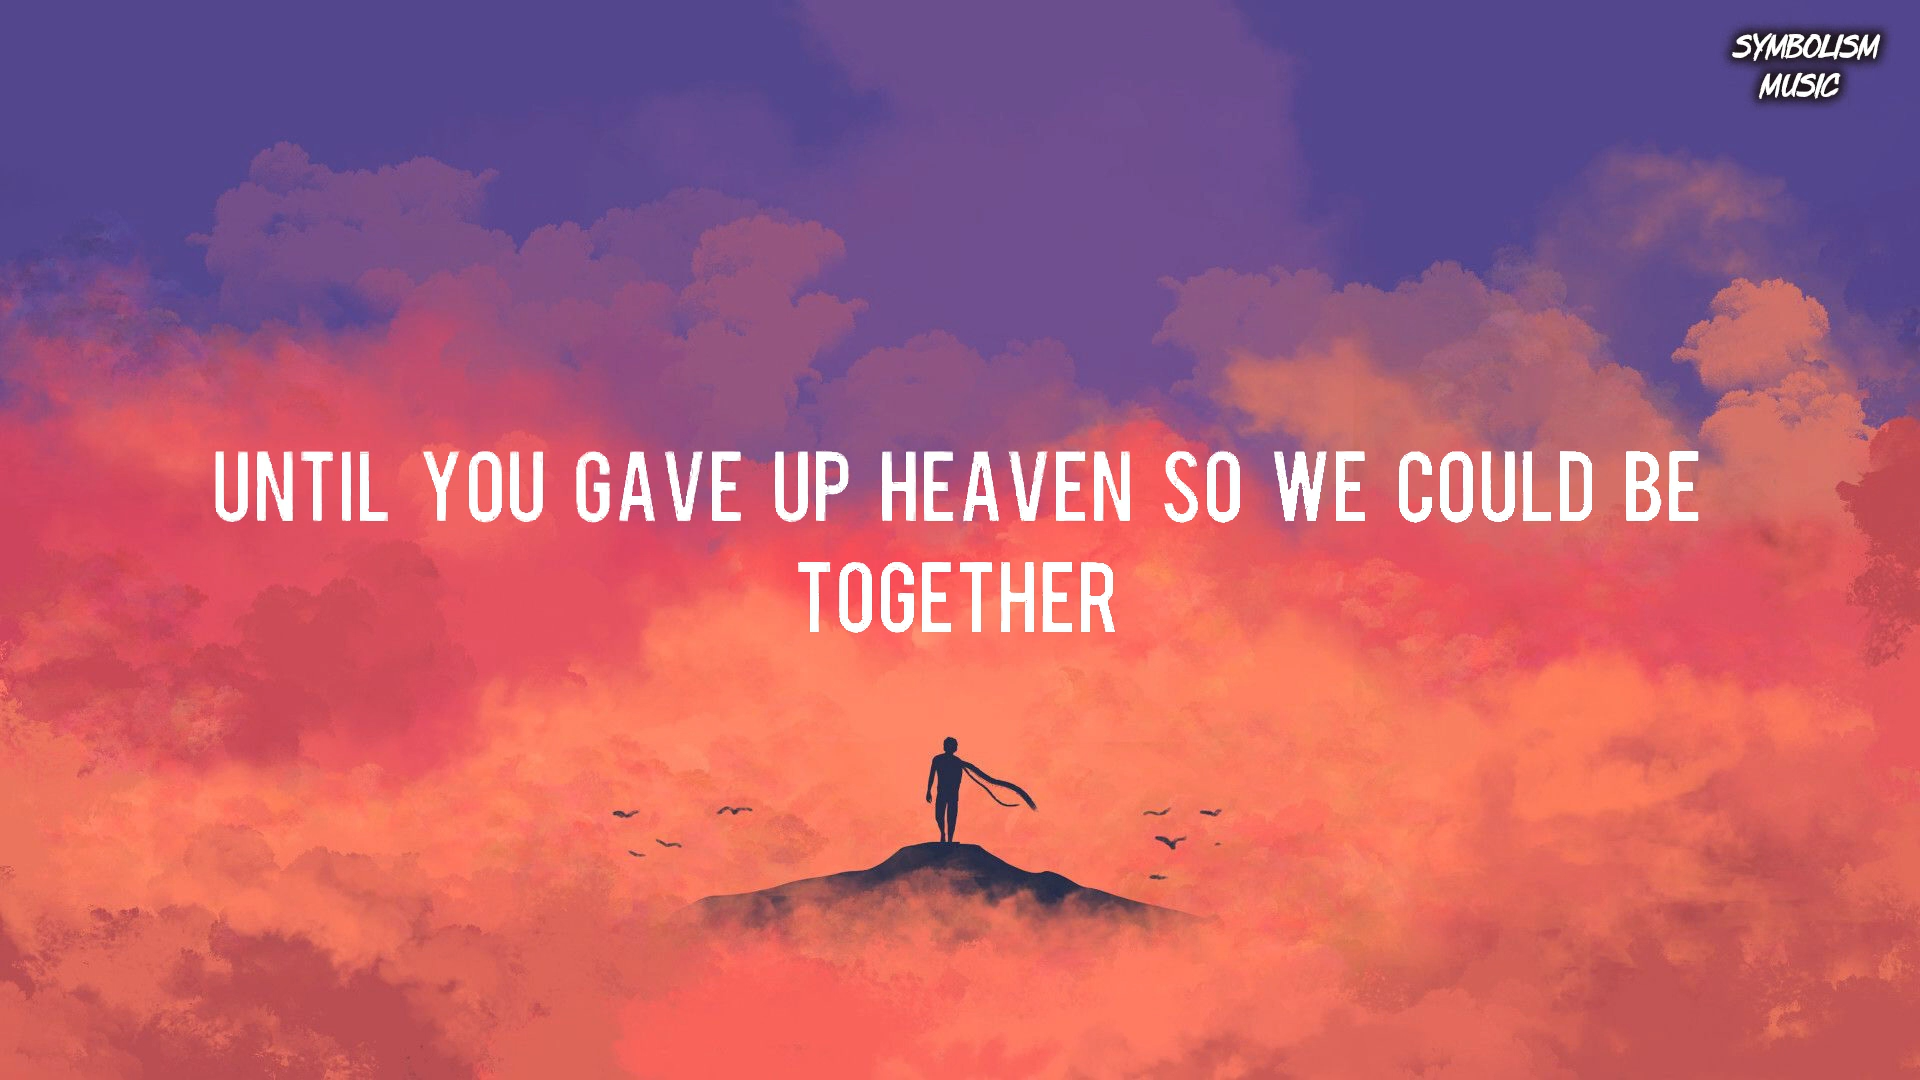 SYMBOLISM
MUSIC
UNTIL YOU GAVE UP HEAVEN SO WE COULD BE
TOGETHER